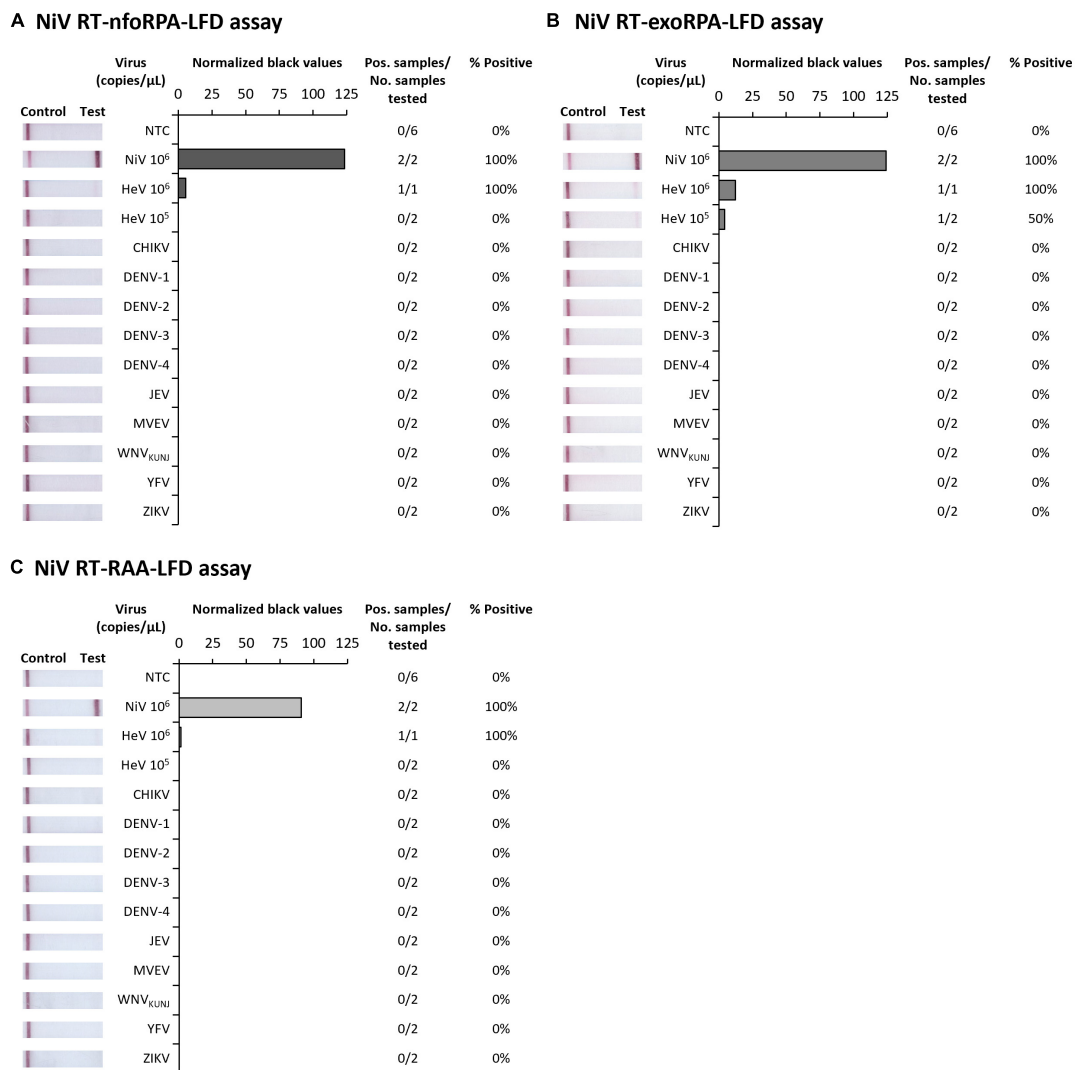 A NiV RT-nfoRPA-LFD assay
Virus Normalized black values Pos. samples/ % Positive
(copies/µL) No. samples
0 25 50 75 100 125 tested
Control Test
NTC 0/6 0%
NiV 10⁶ 2/2 100%
HeV 10⁶ 1/1 100%
HeV 10⁵ 0/2 0%
CHIKV 0/2 0%
DENV-1 0/2 0%
DENV-2 0/2 0%
DENV-3 0/2 0%
DENV-4 0/2 0%
JEV 0/2 0%
MVEV 0/2 0%
WNVKUNJ 0/2 0%
YFV 0/2 0%
ZIKV 0/2 0%
B NiV RT-exoRPA-LFD assay
Virus Normalized black values Pos. samples/ % Positive
(copies/µL) No. samples
0 25 50 75 100 125 tested
Control Test
NTC 0/6 0%
NiV 10⁶ 2/2 100%
HeV 10⁶ 1/1 100%
HeV 10⁵ 1/2 50%
CHIKV 0/2 0%
DENV-1 0/2 0%
DENV-2 0/2 0%
DENV-3 0/2 0%
DENV-4 0/2 0%
JEV 0/2 0%
MVEV 0/2 0%
WNVKUNJ 0/2 0%
YFV 0/2 0%
ZIKV 0/2 0%
C NiV RT-RAA-LFD assay
Virus Normalized black values Pos. samples/ % Positive
(copies/µL) No. samples
0 25 50 75 100 125 tested
Control Test
NTC 0/6 0%
NiV 10⁶ 2/2 100%
HeV 10⁶ 1/1 100%
HeV 10⁵ 0/2 0%
CHIKV 0/2 0%
DENV-1 0/2 0%
DENV-2 0/2 0%
DENV-3 0/2 0%
DENV-4 0/2 0%
JEV 0/2 0%
MVEV 0/2 0%
WNVKUNJ 0/2 0%
YFV 0/2 0%
ZIKV 0/2 0%